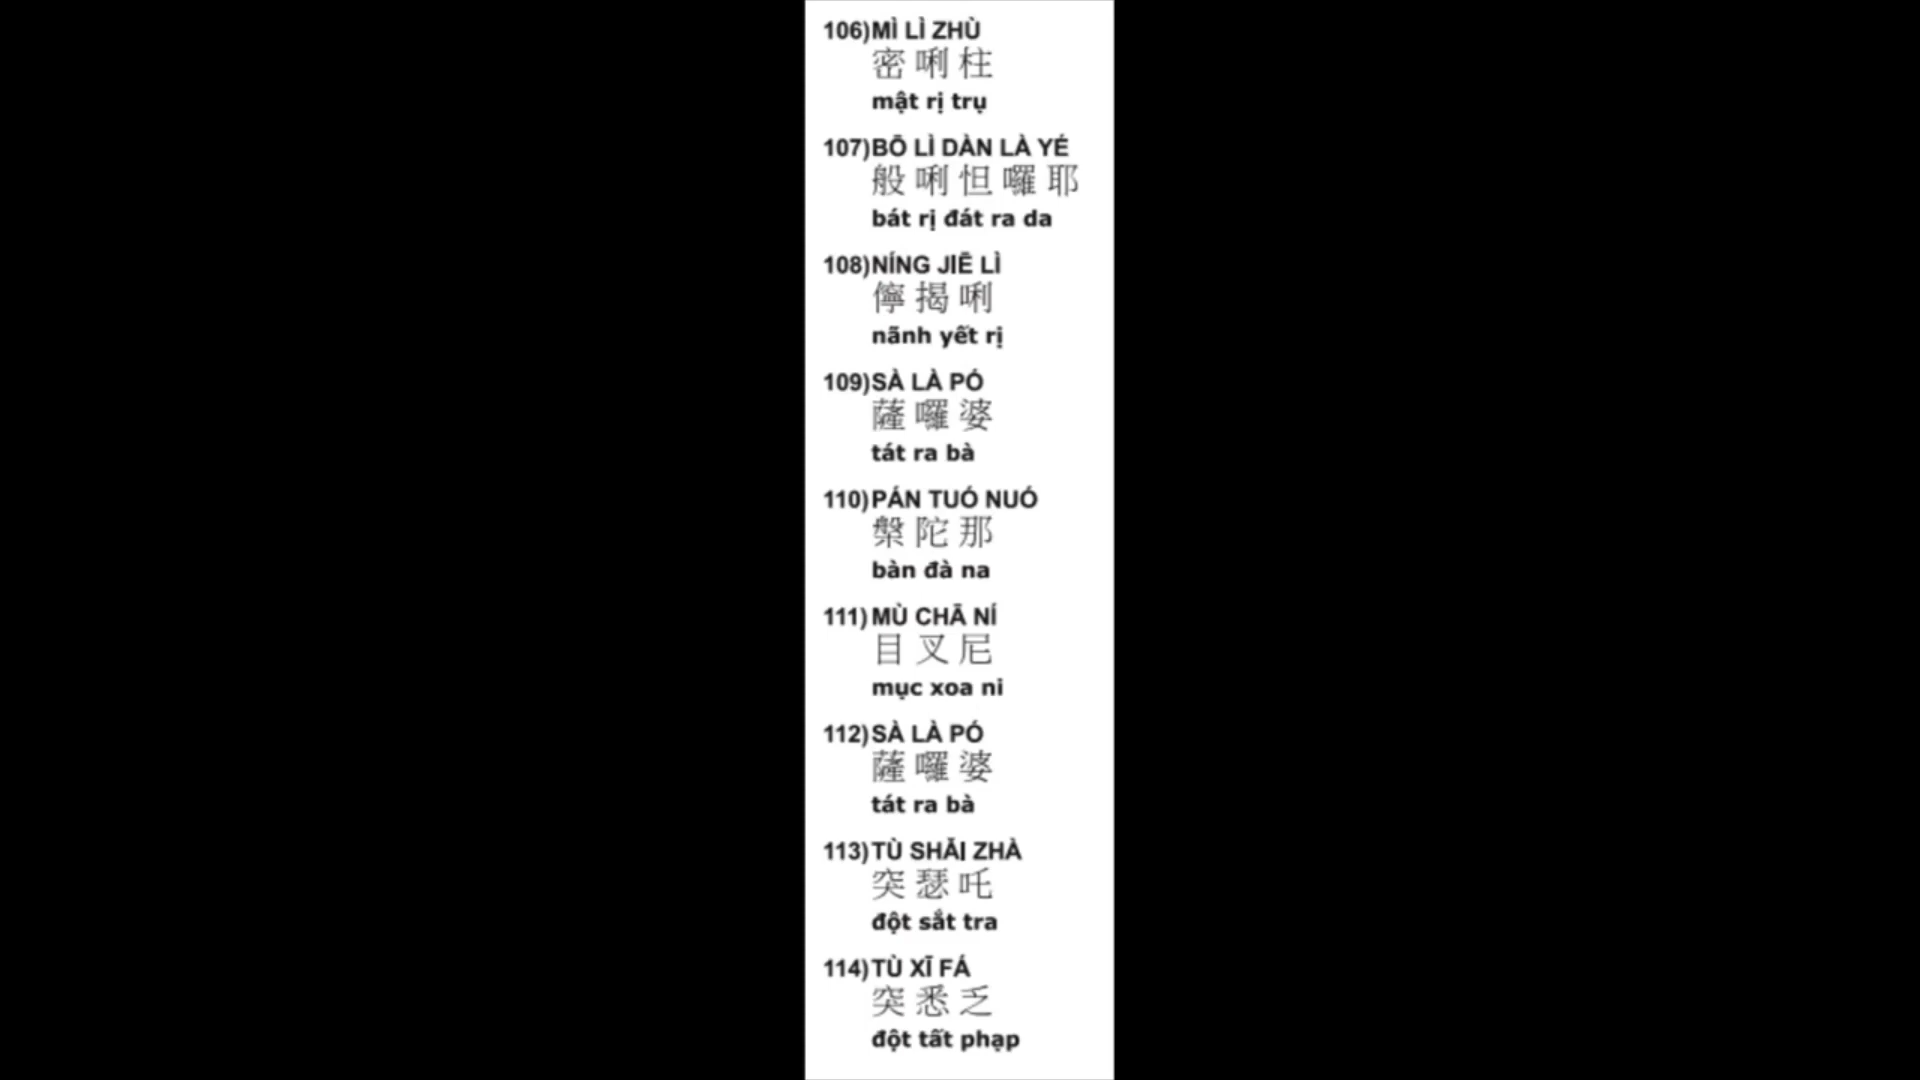 106)MÌ LÌ ZHÙ
密唎柱
mật rị trụ
107)BŌ LÌ DÀN LÀ YÉ
般唎怛囉耶
bát rị đát ra da
108)NÍNG JIĒ LÌ
儜揭唎
nãnh yết rị
109)SÀ LÀ PÓ
薩囉婆
tát ra bà
110)PÁN TUÓ NUÓ
槃陀那
bàn đà na
111)MÙ CHĀ NÍ
目叉尼
mục xoa ni
112)SÀ LÀ PÓ
薩囉婆
tát ra bà
113)TÙ SHǍI ZHÀ
突瑟吒
đột sắt tra
114)TÙ XĪ FÁ
突悉乏
đột tất phạp